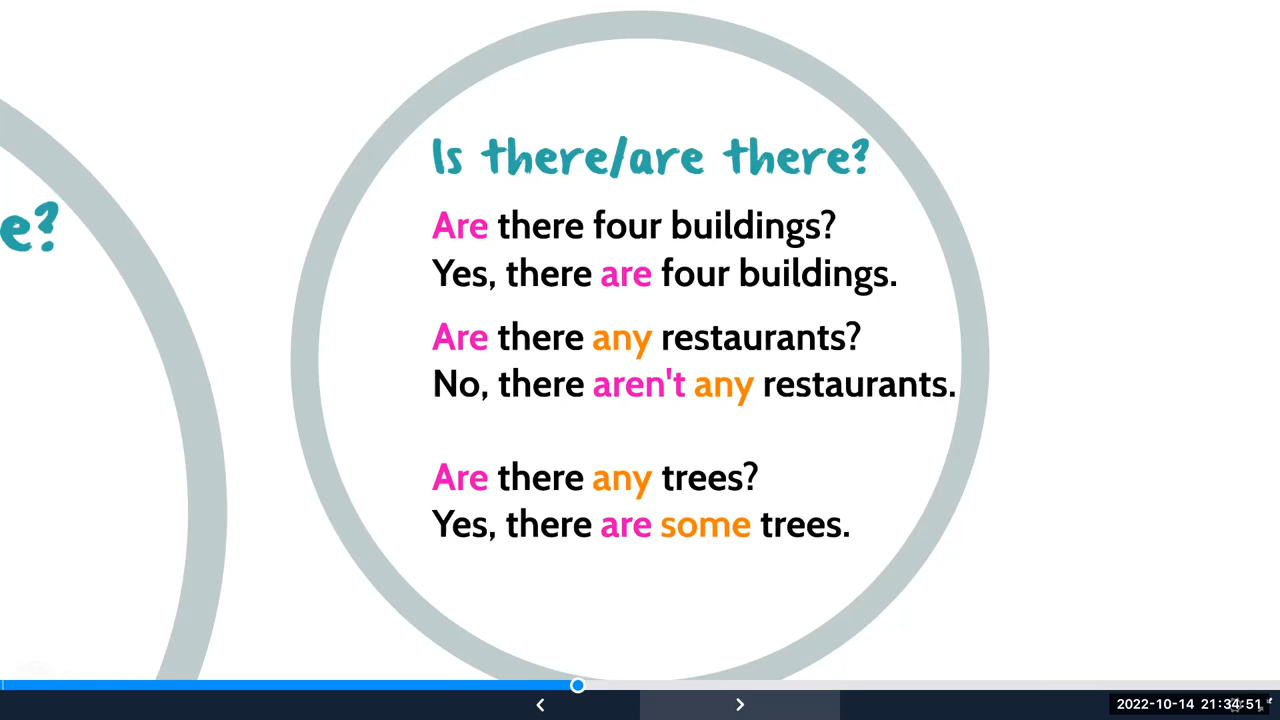 Is there/are there?
Are there four buildings?
Yes, there are four buildings.
Are there any restaurants?
No, there aren't any restaurants.
Are there any trees?
Yes, there are some trees.
e?
2022-10-14 21:34:51